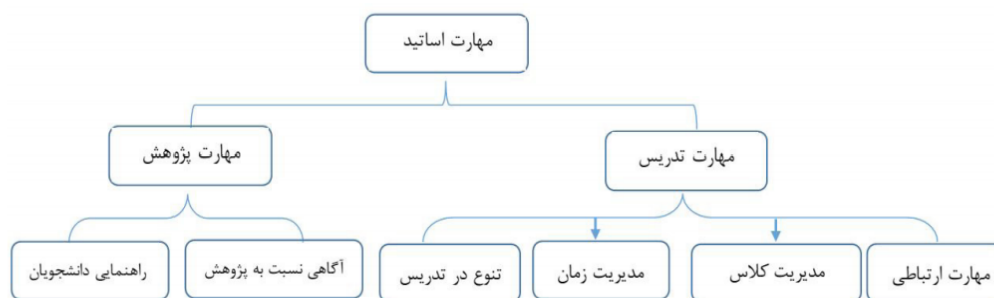 مهارت اساتید
مهارت تدریس
مهارت پژوهش
مهارت ارتباطی
مدیریت کلاس
مدیریت زمان
تنوع در تدریس
آگاهی نسبت به پژوهش
راهنمایی دانشجویان